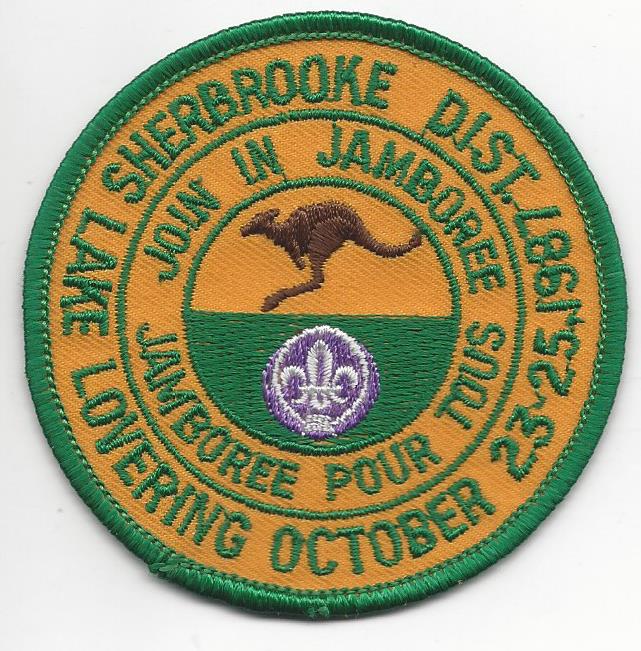 SHERBROOKE DIST.
LAKE LOVERING OCTOBER 23-25, 1987
JOIN IN JAMBOREE
JAMBOREE POUR TOUS